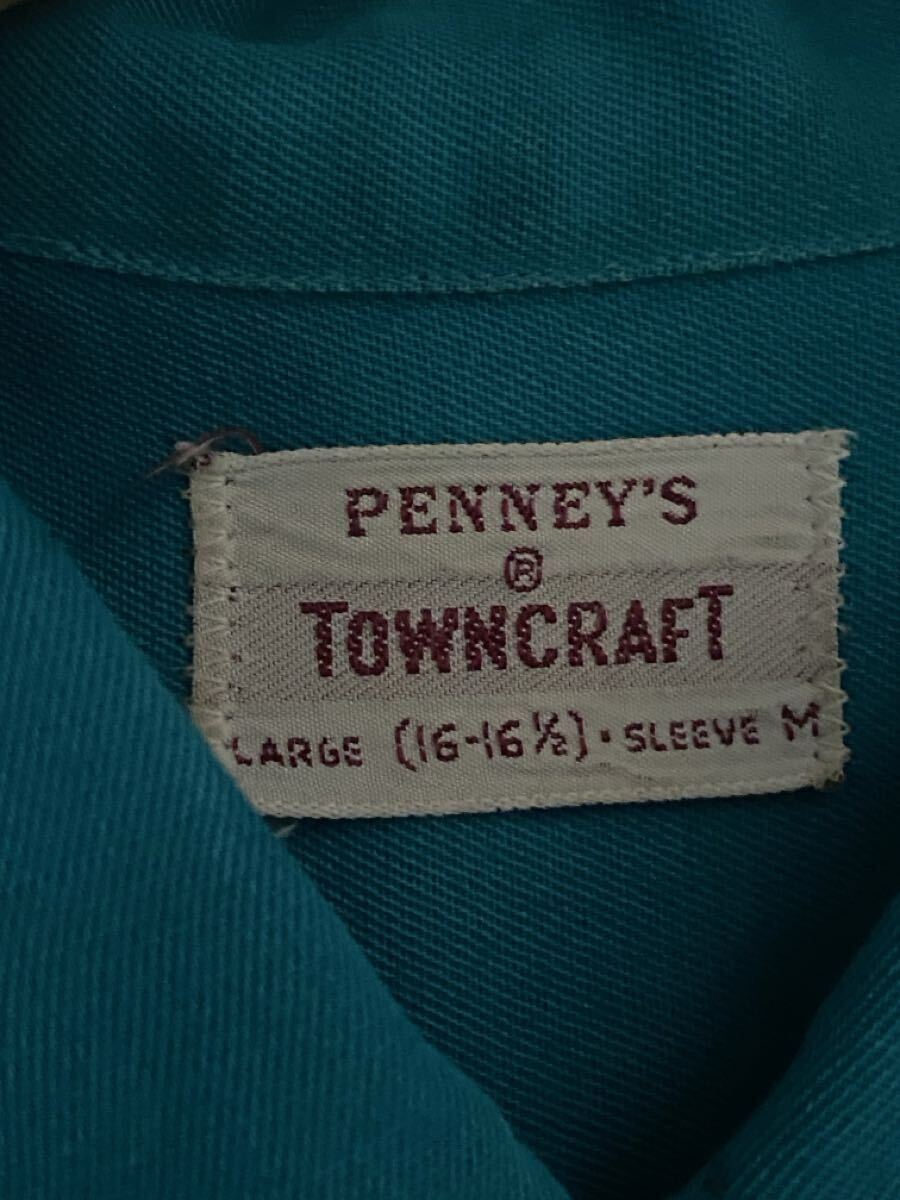 PENNEY'S
®
TOWNCRAFT
LARGE (16-16½)·SLEEVE M